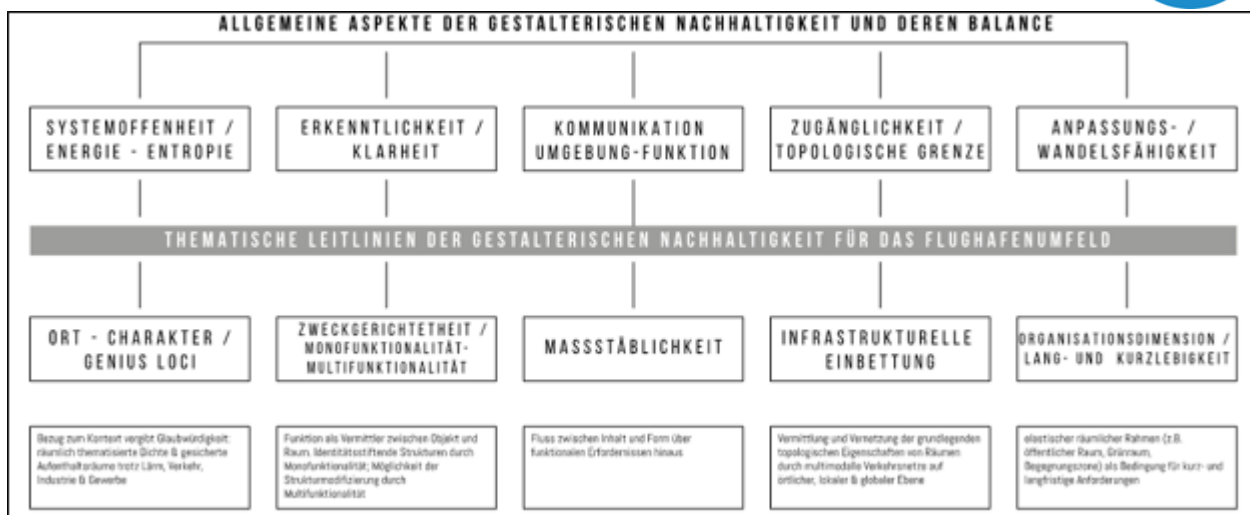 ALLGEMEINE ASPEKTE DER GESTALTERISCHEN NACHHALTIGKEIT UND DEREN BALANCE
SYSTEMOFFENHEIT /
ENERGIE - ENTROPIE
ERKENNTLICHKEIT /
KLARHEIT
KOMMUNIKATION
UMGEBUNG-FUNKTION
ZUGÄNGLICHKEIT /
TOPOLOGISCHE GRENZE
ANPASSUNGS- /
WANDELSFÄHIGKEIT
THEMATISCHE LEITLINIEN DER GESTALTERISCHEN NACHHALTIGKEIT FÜR DAS FLUGHAFENUMFELD
ORT - CHARAKTER /
GENIUS LOCI
ZWECKGERICHTETHEIT /
MONOFUNKTIONALITÄT-
MULTIFUNKTIONALITÄT
MASSSTÄBLICHKEIT
INFRASTRUKTURELLE
EINBETTUNG
ORGANISATIONSDIMENSION /
LANG- UND KURZLEBIGKEIT
Bezug zum Kontext vergibt Glaubwürdigkeit:
räumlich thematisierte Dichte & gesicherte
Aufenthalträume trotz Lärm, Verkehr,
Industrie & Gewerbe
Funktion als Vermittler zwischen Objekt und
Raum. Identitätsstiftende Strukturen durch
Monofunktionalität; Möglichkeit der
Strukturmodifizierung durch
Multifunktionalität
Fluss zwischen Inhalt und Form über
funktionalen Erfordernissen hinaus
Vermittlung und Vernetzung der grundlegenden
topologischen Eigenschaften von Räumen
durch multimodale Verkehrsnetze auf
örtlicher, lokaler & globaler Ebene
elastischer räumlicher Rahmen (z.B.
öffentlicher Raum, Grünraum,
Begegnungszone) als Bedingung für kurz- und
langfristige Anforderungen